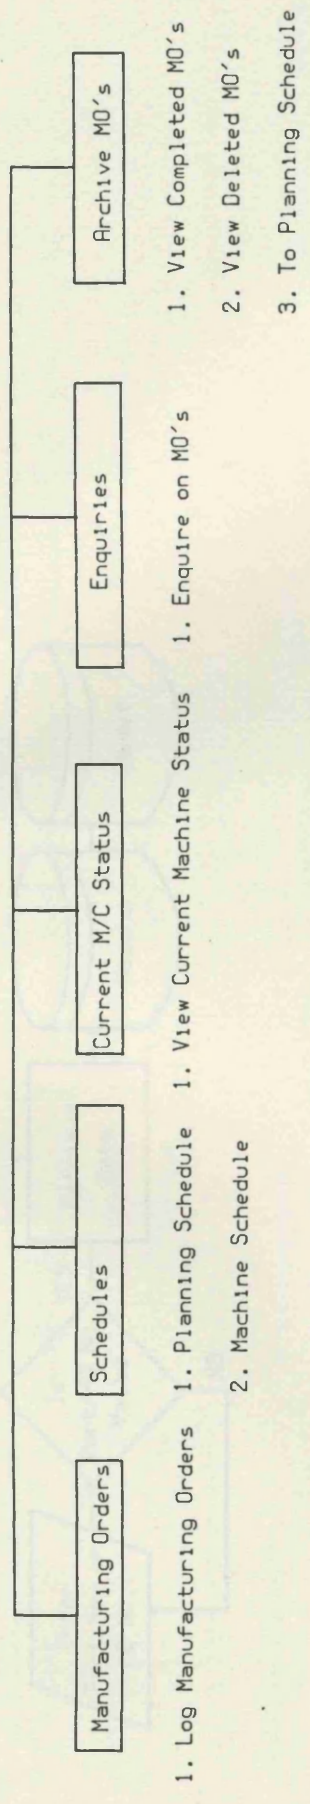 Manufacturing Orders
1. Log Manufacturing Orders
Schedules
1. Planning Schedule
2. Machine Schedule
Current M/C Status
1. View Current Machine Status
Enquiries
1. Enquire on MO's
Archive MO's
1. View Completed MO's
2. View Deleted MO's
3. To Planning Schedule